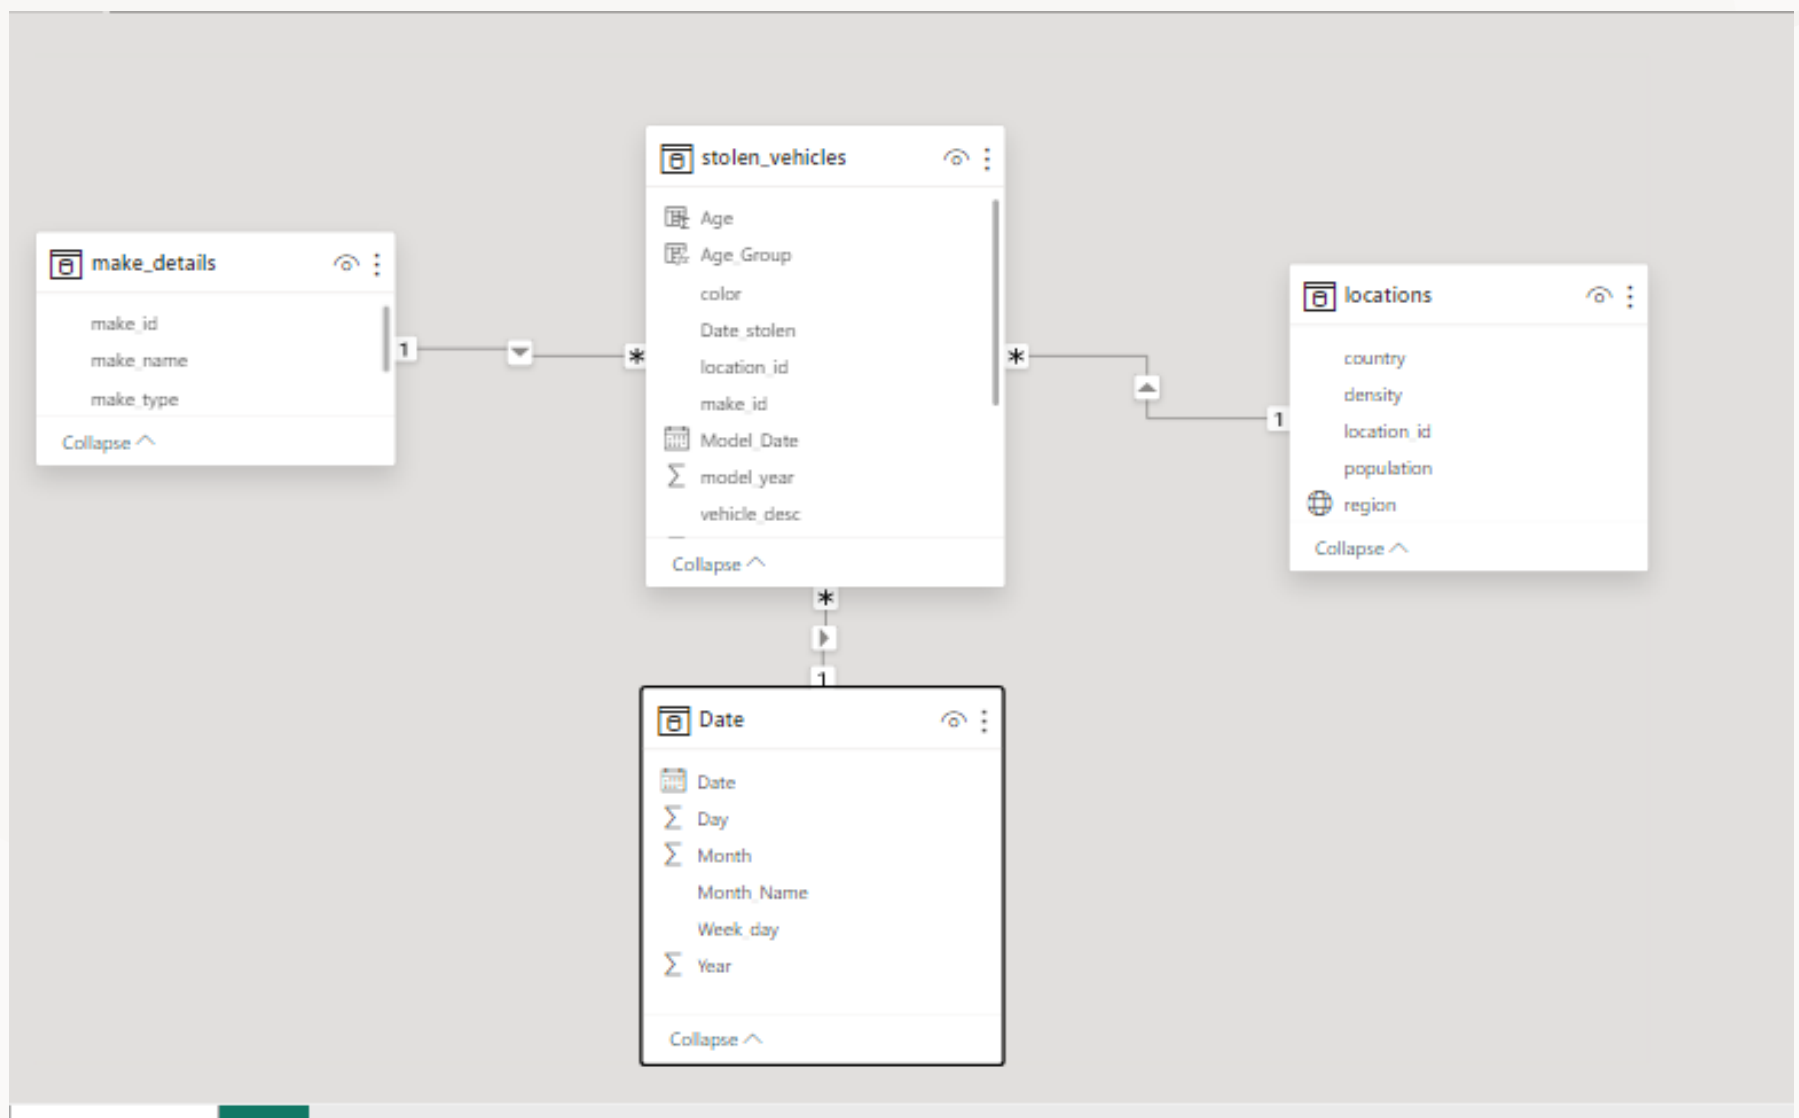 stolen_vehicles
Age
Age_Group
color
Date_stolen
location_id
make_id
Model_Date
model_year
vehicle_desc
Collapse
make_details
make_id
make_name
make_type
Collapse
1
*
*
1
locations
country
density
location_id
population
region
Collapse
*
1
Date
Date
Day
Month
Month_Name
Week_day
Year
Collapse